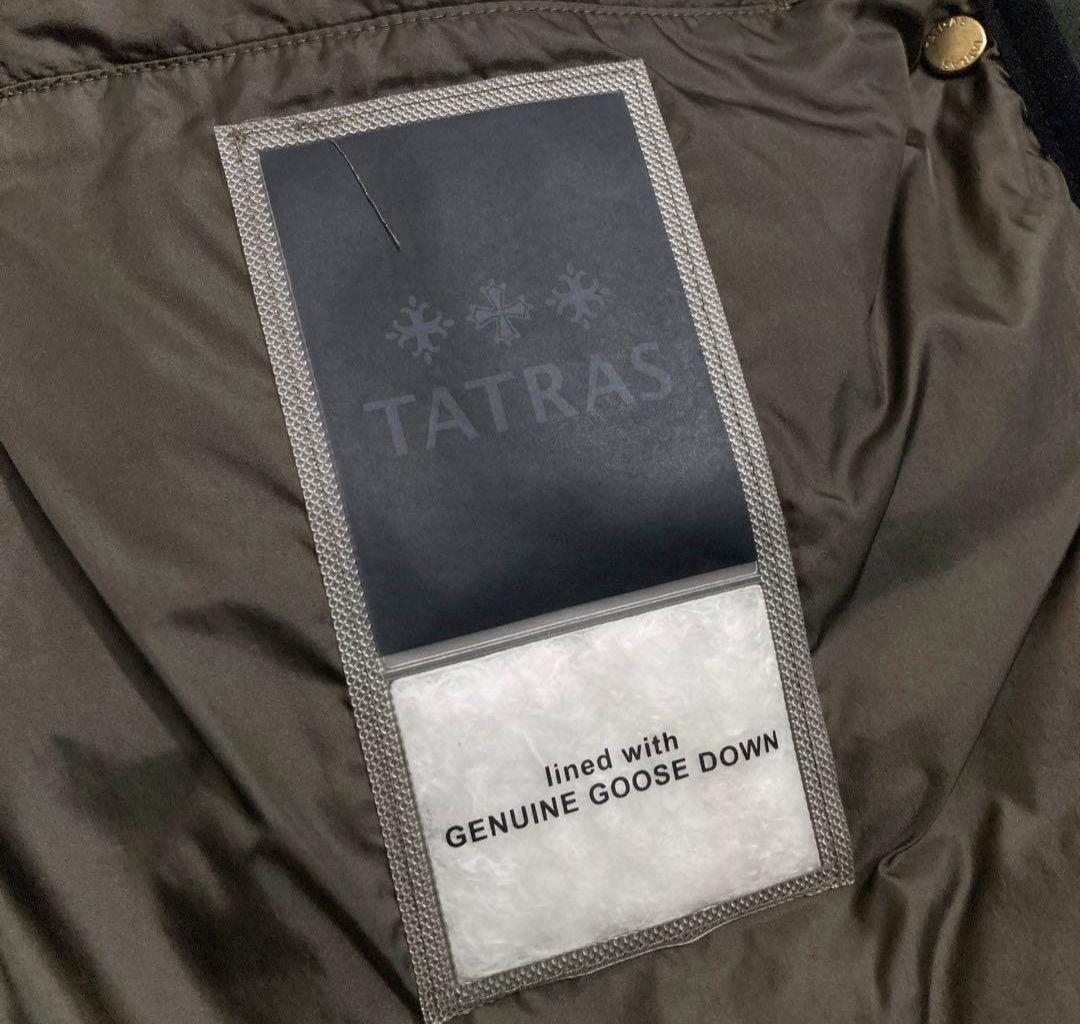 TATRAS
lined with
GENUINE GOOSE DOWN